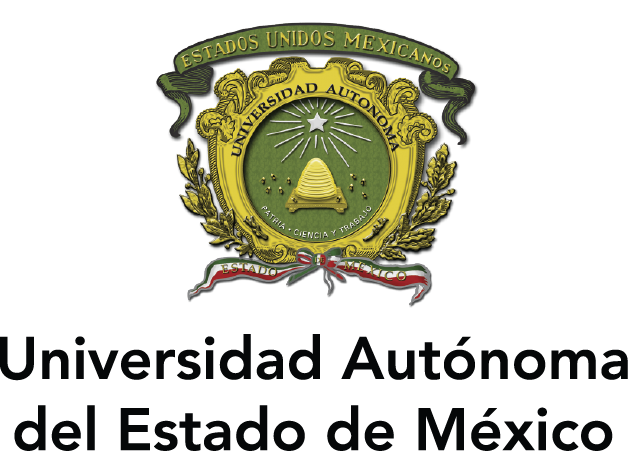 ESTADOS UNIDOS MEXICANOS
UNIVERSIDAD AUTONOMA
PATRIA • CIENCIA Y TRABAJO
ESTADO MEXICO
Universidad Autónoma
del Estado de México